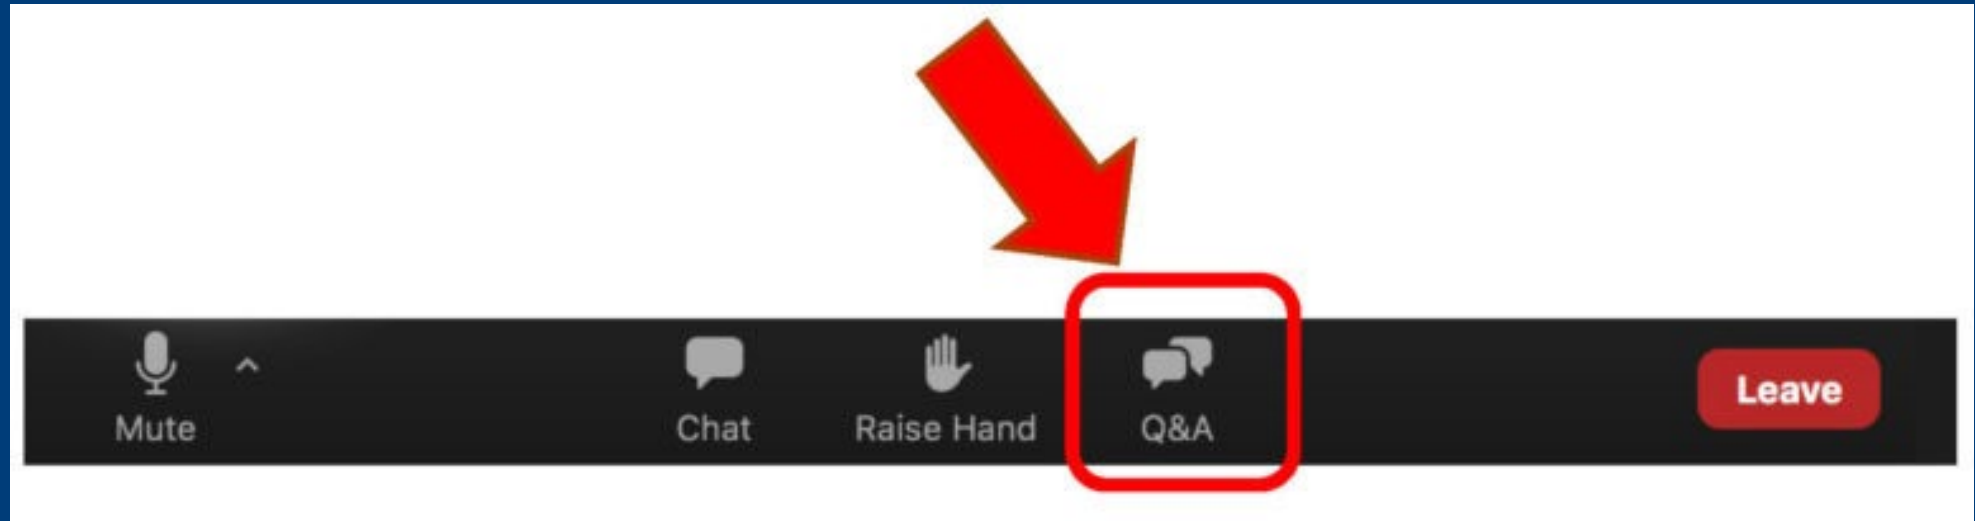 Mute
Chat
Raise Hand
Q&A
Leave